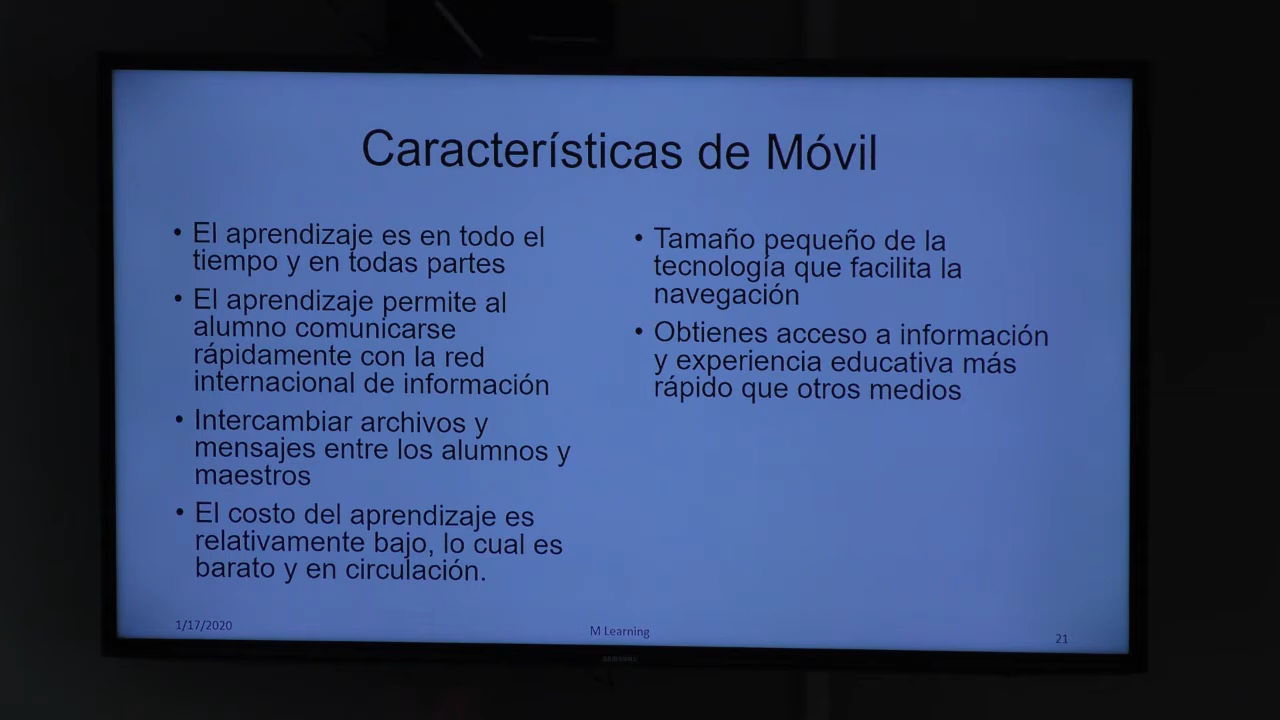 Características de Móvil
• El aprendizaje es en todo el
tiempo y en todas partes
• El aprendizaje permite al
alumno comunicarse
rápidamente con la red
internacional de información
• Intercambiar archivos y
mensajes entre los alumnos y
maestros
• El costo del aprendizaje es
relativamente bajo, lo cual es
barato y en circulación.
• Tamaño pequeño de la
tecnología que facilita la
navegación
• Obtienes acceso a información
y experiencia educativa más
rápido que otros medios
1/17/2020
M Learning
21
SAMSUNG